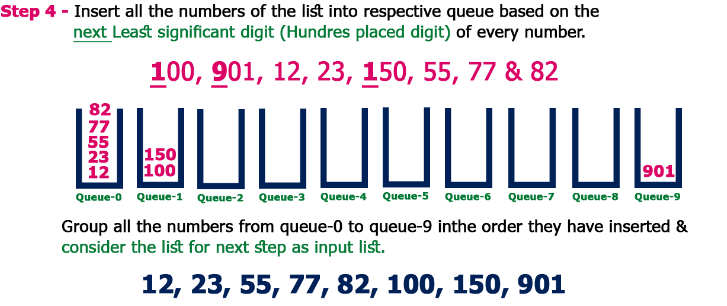 Step 4 - Insert all the numbers of the list into respective queue based on the
next Least significant digit (Hundres placed digit) of every number.
100, 901, 12, 23, 150, 55, 77 & 82
82
77
55
23
12
150
100
901
Queue-0 Queue-1 Queue-2 Queue-3 Queue-4 Queue-5 Queue-6 Queue-7 Queue-8 Queue-9
Group all the numbers from queue-0 to queue-9 inthe order they have inserted &
consider the list for next step as input list.
12, 23, 55, 77, 82, 100, 150, 901